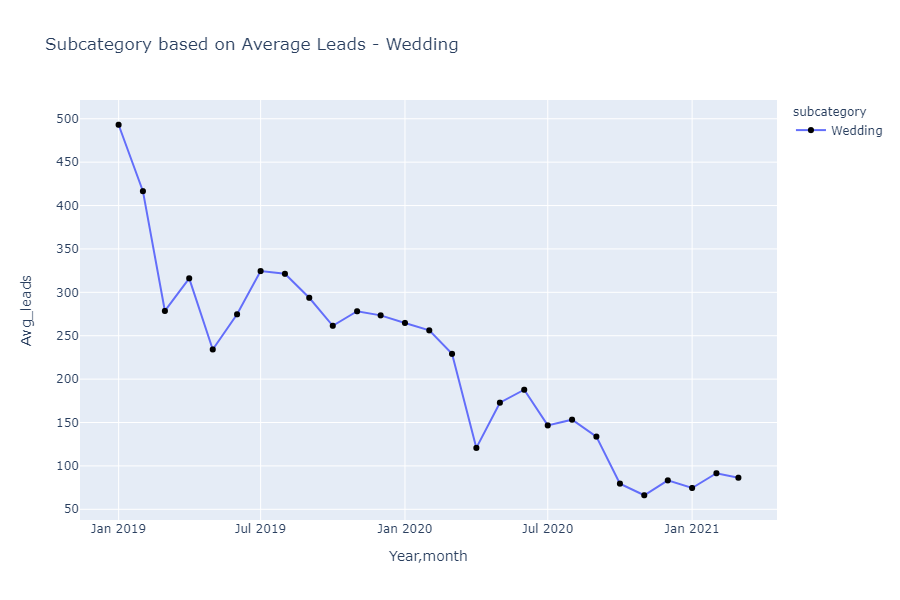 Subcategory based on Average Leads - Wedding
subcategory
Wedding
500
450
400
350
300
250
200
150
100
50
Avg_leads
Jan 2019
Jul 2019
Jan 2020
Jul 2020
Jan 2021
Year,month